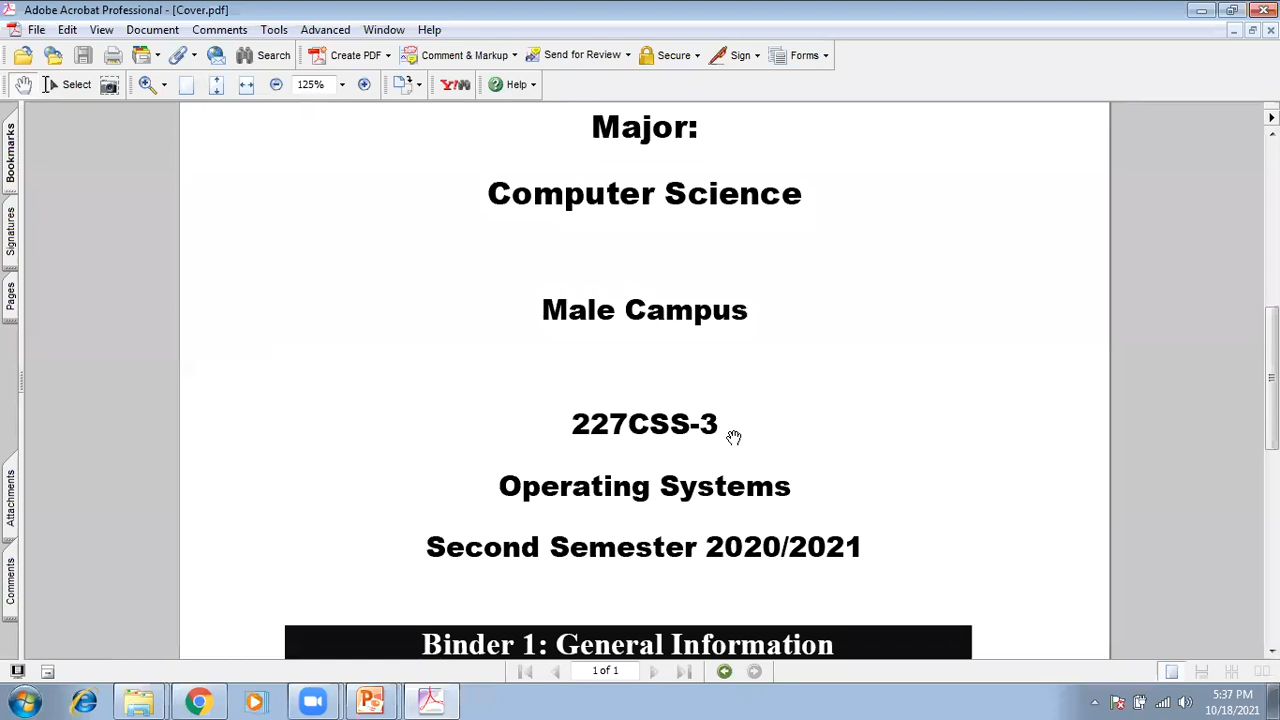 Adobe Acrobat Professional - [Cover.pdf]
File Edit View Document Comments Tools Advanced Window Help
Search Create PDF Comment & Markup Send for Review Secure Sign Forms
Select 125% Y! Help
Bookmarks
Signatures
Pages
Attachments
Comments
Major:
Computer Science
Male Campus
227CSS-3
Operating Systems
Second Semester 2020/2021
Binder 1: General Information
1 of 1
5:37 PM
10/18/2021